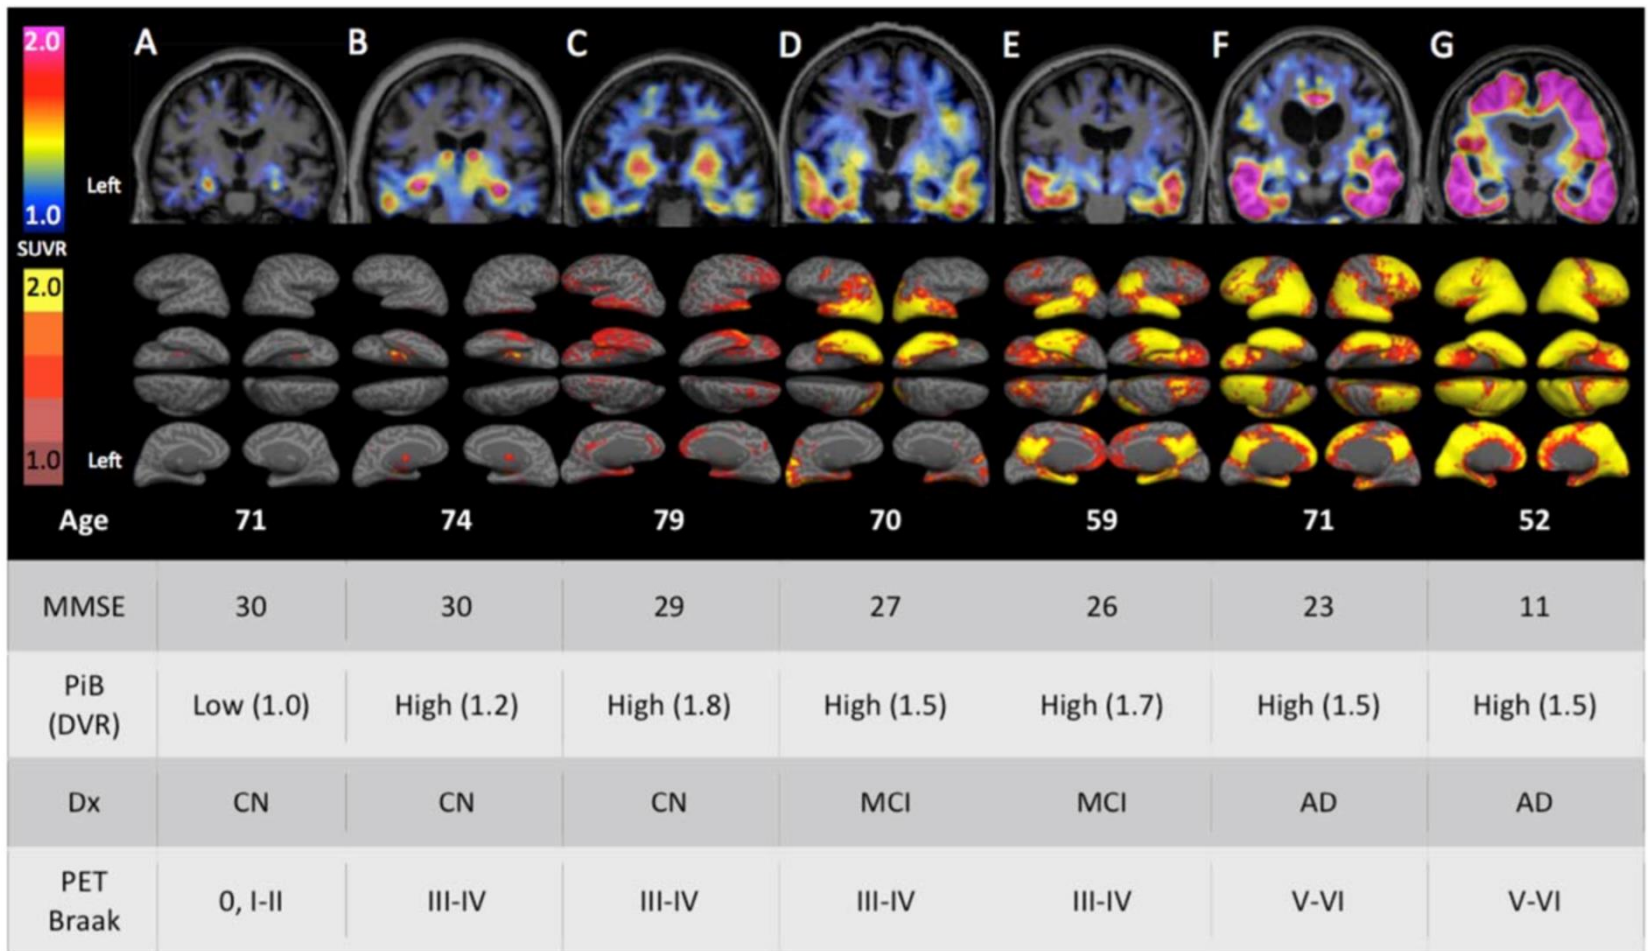 A B C D E F G
2.0
Left
1.0
SUVR
2.0
1.0 Left
Age 71 74 79 70 59 71 52
MMSE 30 30 29 27 26 23 11
PiB
(DVR) Low (1.0) High (1.2) High (1.8) High (1.5) High (1.7) High (1.5) High (1.5)
Dx CN CN CN MCI MCI AD AD
PET
Braak 0, I-II III-IV III-IV III-IV III-IV V-VI V-VI